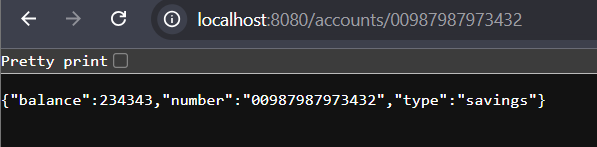 localhost:8080/accounts/00987987973432
Pretty print
{"balance":234343,"number":"00987987973432","type":"savings"}